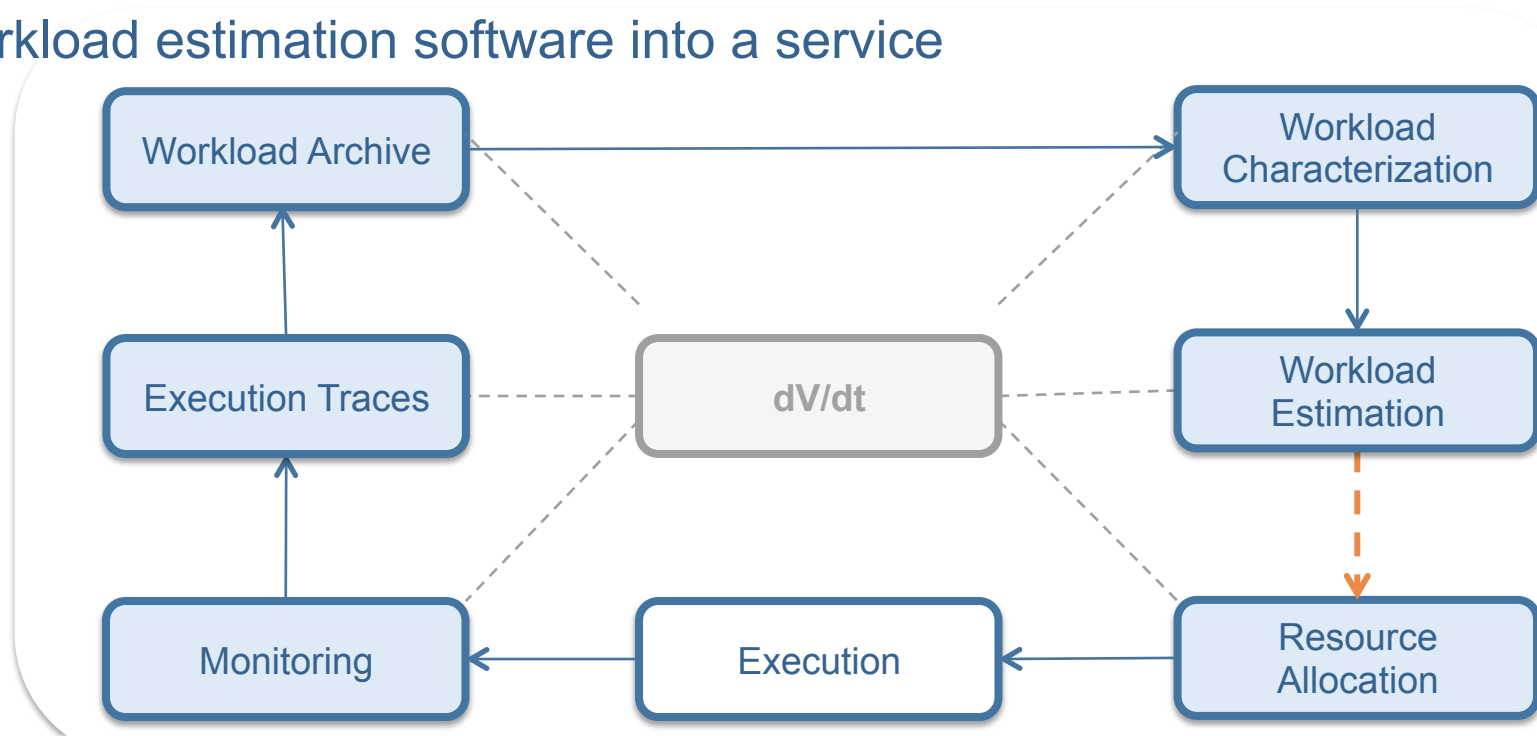 rkload estimation software into a service
Workload Archive
Workload
Characterization
Execution Traces
dV/dt
Workload
Estimation
Monitoring
Execution
Resource
Allocation